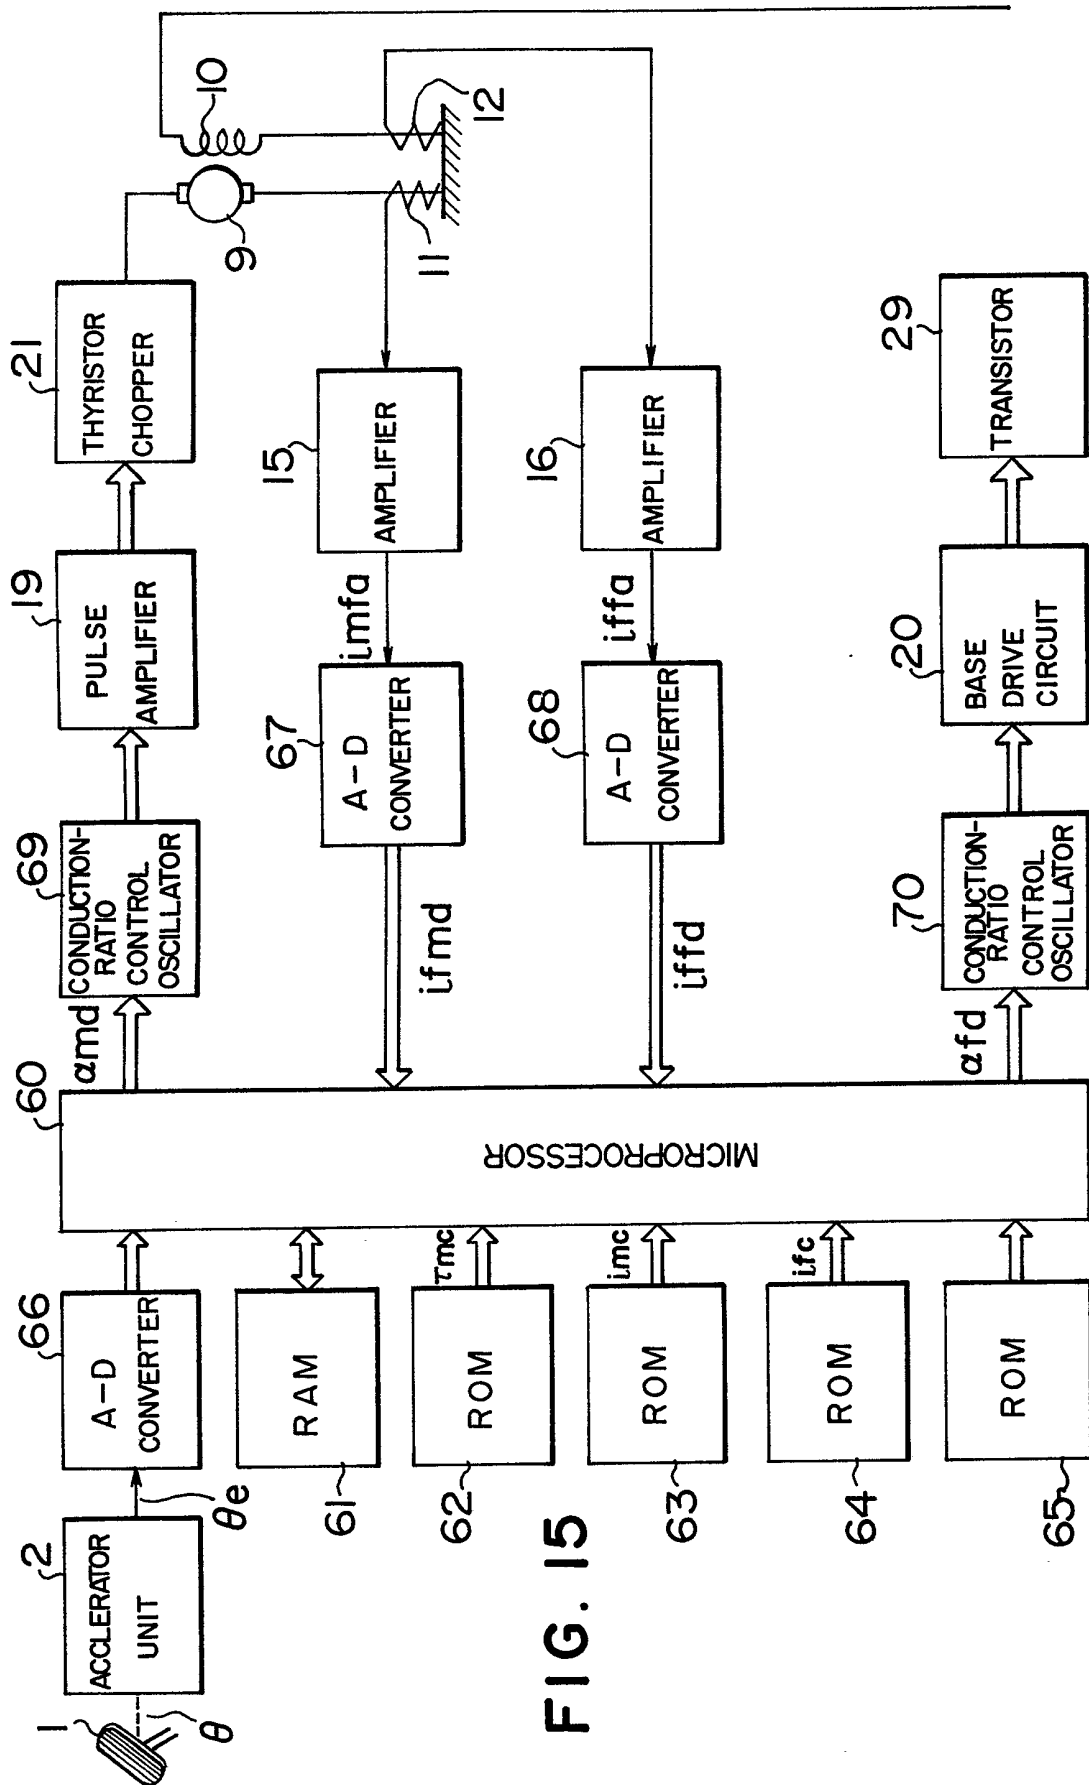 FIG. 15
1
θ
2
ACCLERATOR
UNIT
θe
66
A-D
CONVERTER
RAM
61
ROM
62
τmc
ROM
63
imc
ROM
64
ifc
ROM
65
60
MICROPROCESSOR
αmd
69
CONDUCTION-
RATIO
CONTROL
OSCILLATOR
19
PULSE
AMPLIFIER
21
THYRISTOR
CHOPPER
9
10
11
12
ifmd
67
A-D
CONVERTER
imfa
15
AMPLIFIER
iffd
68
A-D
CONVERTER
iffa
16
AMPLIFIER
αfd
70
CONDUCTION-
RATIO
CONTROL
OSCILLATOR
20
BASE
DRIVE
CIRCUIT
29
TRANSISTOR